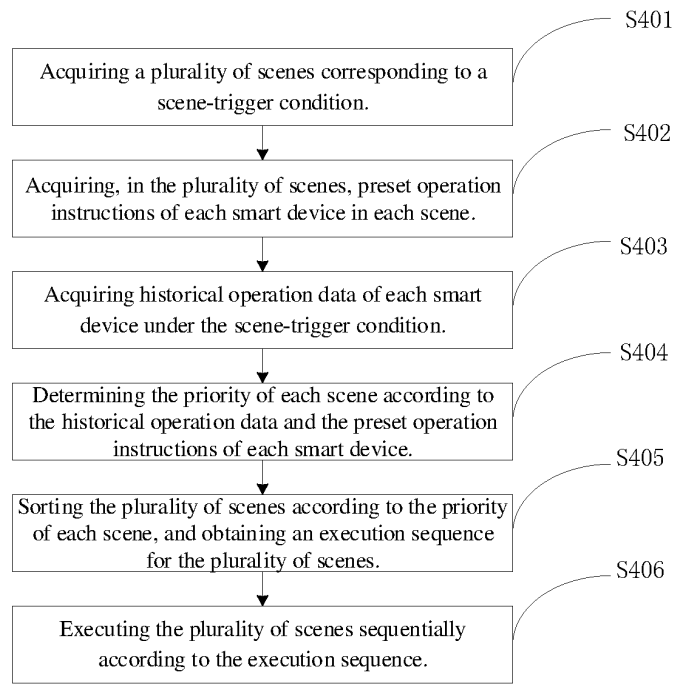 S401
Acquiring a plurality of scenes corresponding to a
scene-trigger condition.
S402
Acquiring, in the plurality of scenes, preset operation
instructions of each smart device in each scene.
S403
Acquiring historical operation data of each smart
device under the scene-trigger condition.
S404
Determining the priority of each scene according to
the historical operation data and the preset operation
instructions of each smart device.
S405
Sorting the plurality of scenes according to the priority
of each scene, and obtaining an execution sequence
for the plurality of scenes.
S406
Executing the plurality of scenes sequentially
according to the execution sequence.